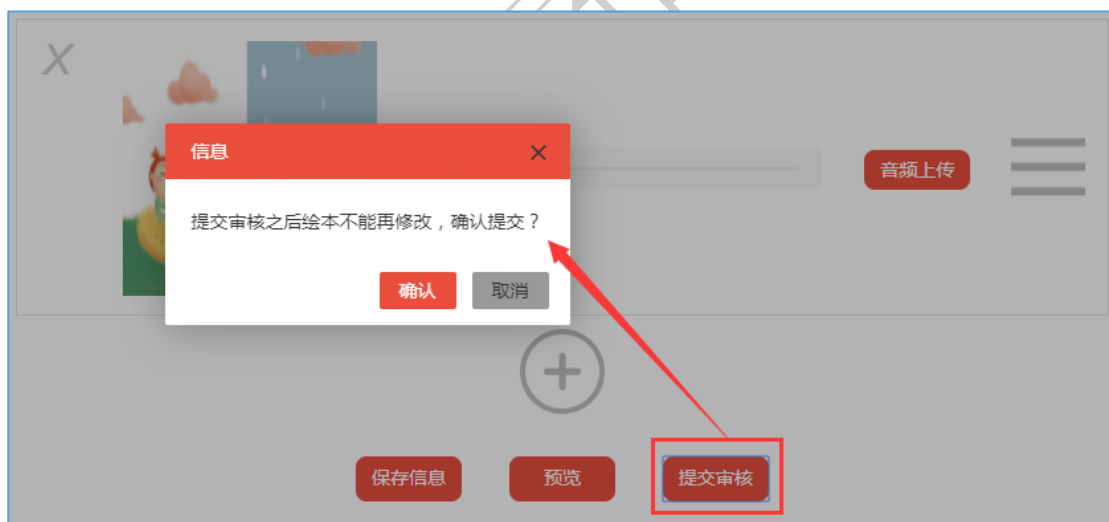 X
信息
×
音频上传
提交审核之后绘本不能再修改，确认提交？
确认
取消
保存信息
预览
提交审核